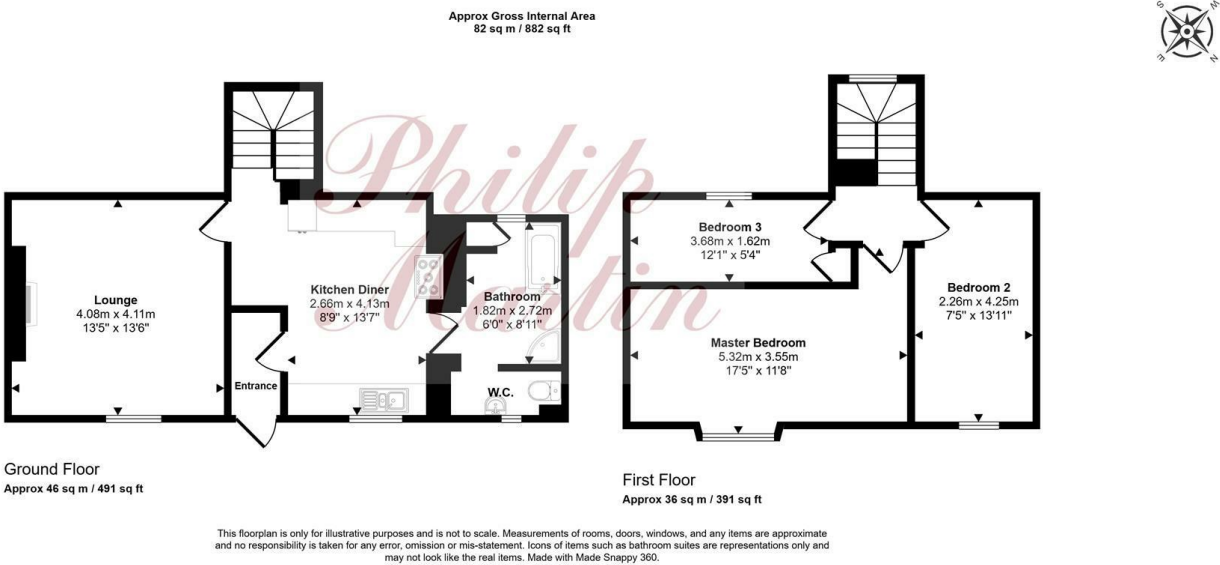 Approx Gross Internal Area
82 sq m / 882 sq ft
S
W
E
N
Philip
Martin
Lounge
4.08m x 4.11m
13'5" x 13'6"
Kitchen Diner
2.66m x 4.13m
8'9" x 13'7"
Bathroom
1.82m x 2.72m
6'0" x 8'11"
Entrance
W.C.
Ground Floor
Approx 46 sq m / 491 sq ft
Bedroom 3
3.68m x 1.62m
12'1" x 5'4"
Bedroom 2
2.26m x 4.25m
7'5" x 13'11"
Master Bedroom
5.32m x 3.55m
17'5" x 11'8"
First Floor
Approx 36 sq m / 391 sq ft
This floorplan is only for illustrative purposes and is not to scale. Measurements of rooms, doors, windows, and any items are approximate
and no responsibility is taken for any error, omission or mis-statement. Icons of items such as bathroom suites are representations only and
may not look like the real items. Made with Made Snappy 360.